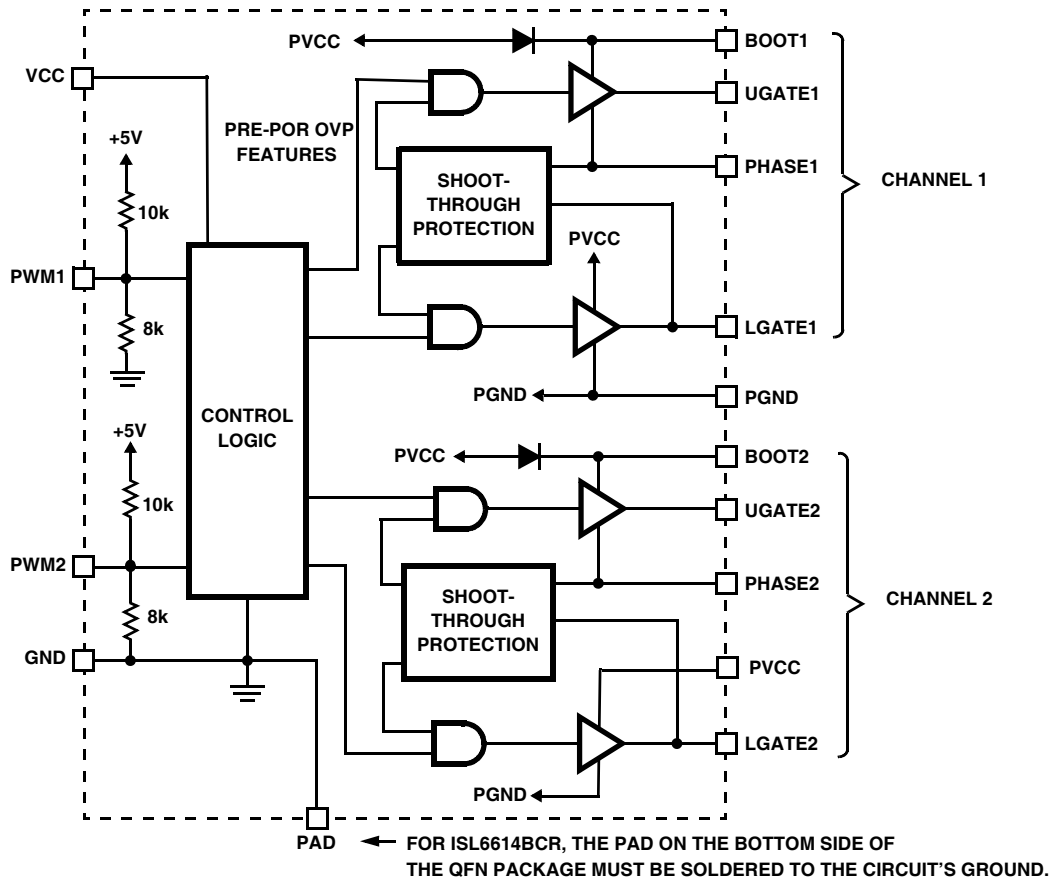 PVCC
BOOT1
VCC
UGATE1
+5V
PRE-POR OVP
FEATURES
PHASE1
10k
SHOOT-
THROUGH
PROTECTION
CHANNEL 1
PVCC
PWM1
8k
LGATE1
PGND
PGND
CONTROL
LOGIC
+5V
PVCC
BOOT2
10k
UGATE2
PWM2
PHASE2
SHOOT-
THROUGH
PROTECTION
CHANNEL 2
8k
GND
PVCC
LGATE2
PGND
PAD
FOR ISL6614BCR, THE PAD ON THE BOTTOM SIDE OF
THE QFN PACKAGE MUST BE SOLDERED TO THE CIRCUIT'S GROUND.